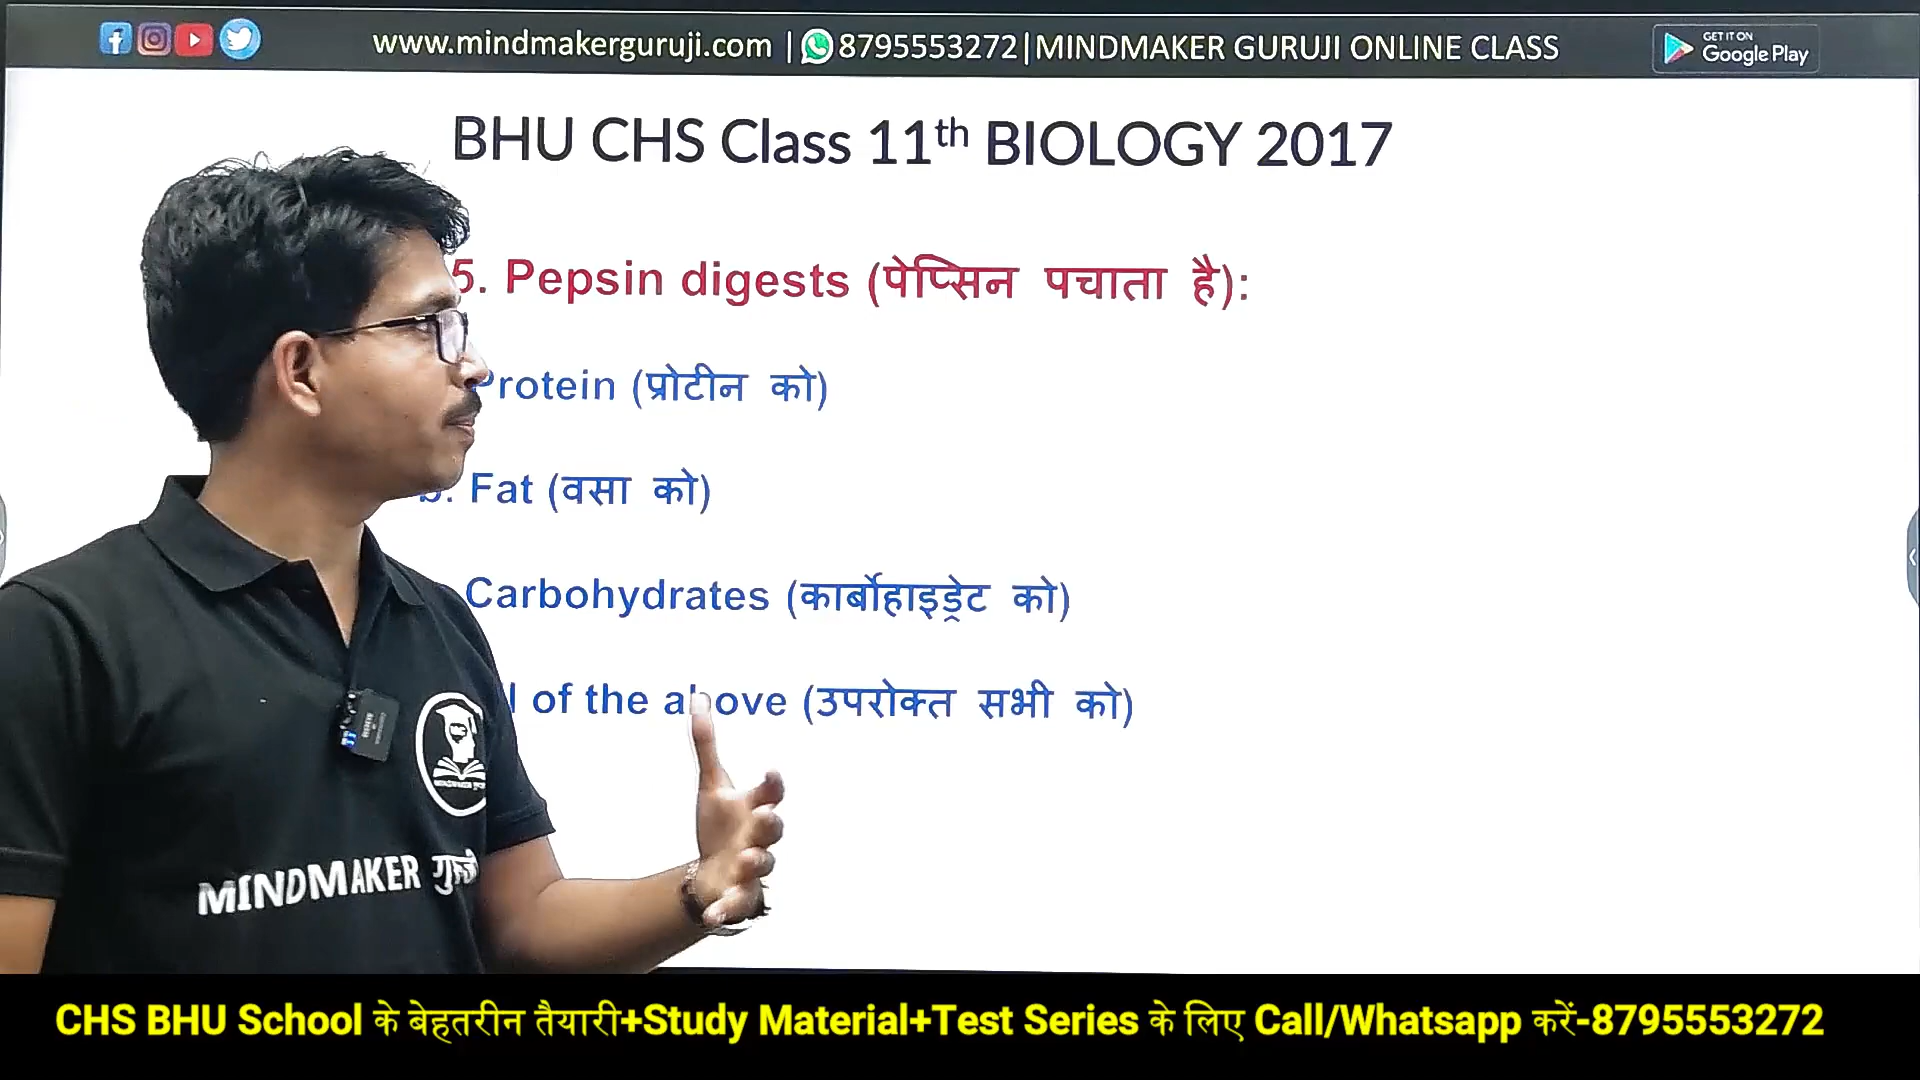 www.mindmakerguruji.com | 8795553272|MINDMAKER GURUJI ONLINE CLASS
GET IT ON
Google Play
BHU CHS Class 11th BIOLOGY 2017
5. Pepsin digests (पेप्सिन पचाता है):
Protein (प्रोटीन को)
b. Fat (वसा को)
Carbohydrates (कार्बोहाइड्रेट को)
of the above (उपरोक्त सभी को)
MINDMAKER गुरुजी
CHS BHU School के बेहतरीन तैयारी+Study Material+Test Series के लिए Call/Whatsapp करें-8795553272